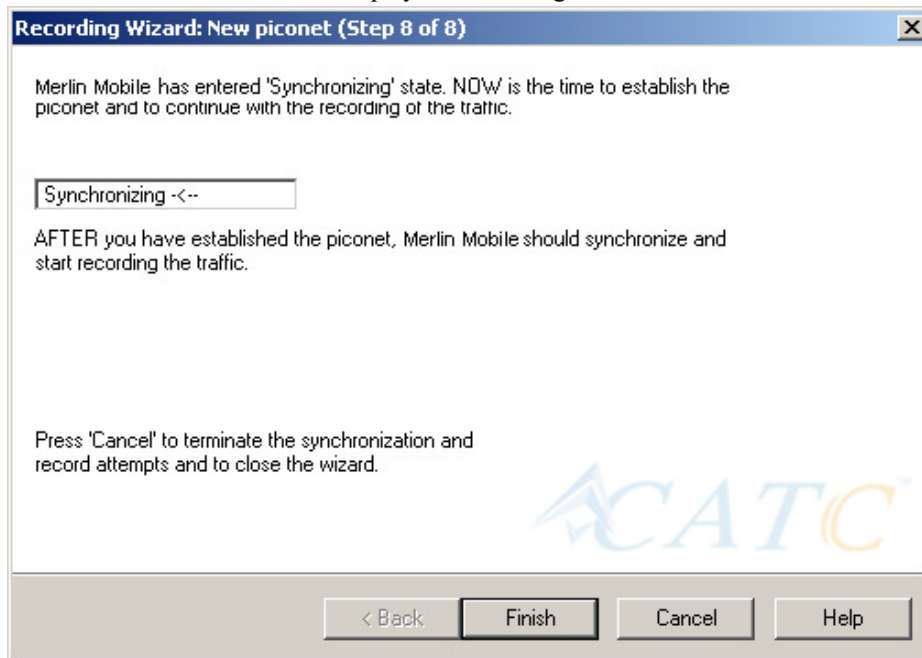 Recording Wizard: New piconet (Step 8 of 8)
Merlin Mobile has entered 'Synchronizing' state. NOW is the time to establish the
piconet and to continue with the recording of the traffic.
Synchronizing -<--
AFTER you have established the piconet, Merlin Mobile should synchronize and
start recording the traffic.
Press 'Cancel' to terminate the synchronization and
record attempts and to close the wizard.
CATC™
< Back Finish Cancel Help